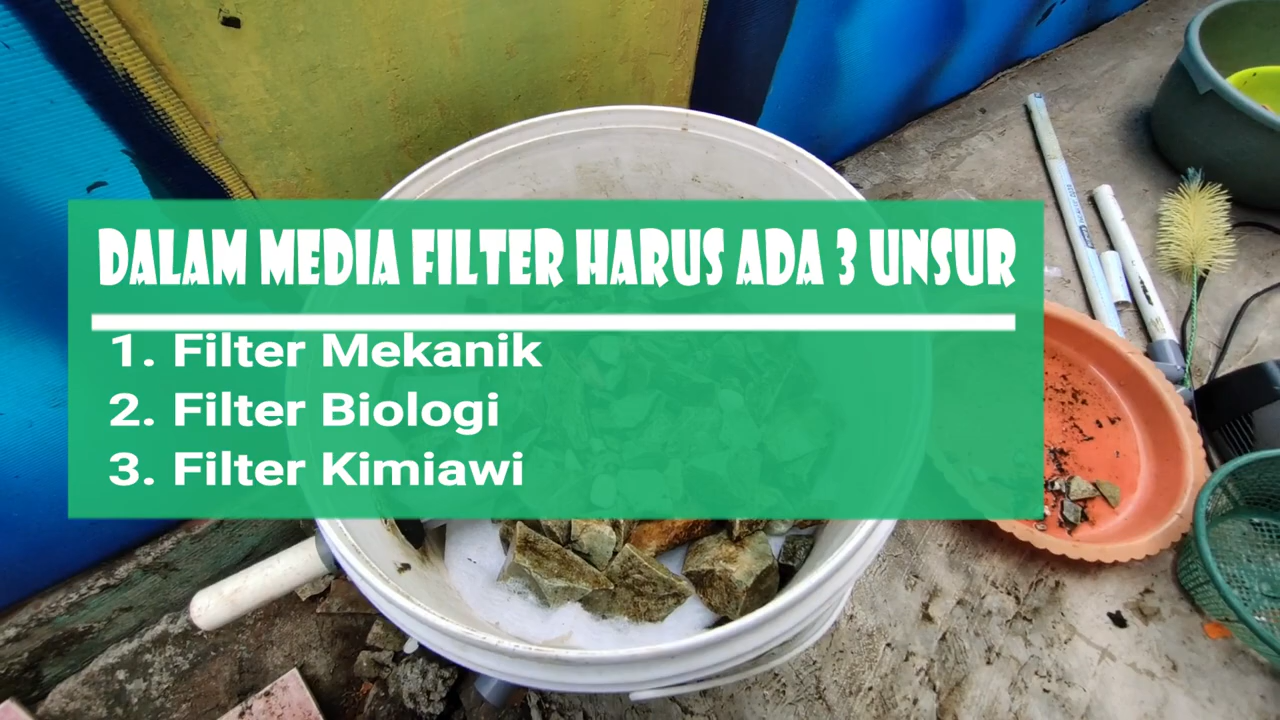 DALAM MEDIA FILTER HARUS ADA 3 UNSUR
1. Filter Mekanik
2. Filter Biologi
3. Filter Kimiawi